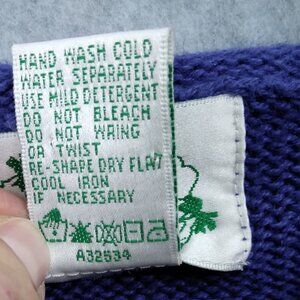 HAND WASH COLD
WATER SEPARATELY
USE MILD DETERGENT
DO NOT BLEACH
DO NOT WRING
OR TWIST
RE-SHAPE DRY FLAT
COOL IRON
IF NECESSARY
A32634